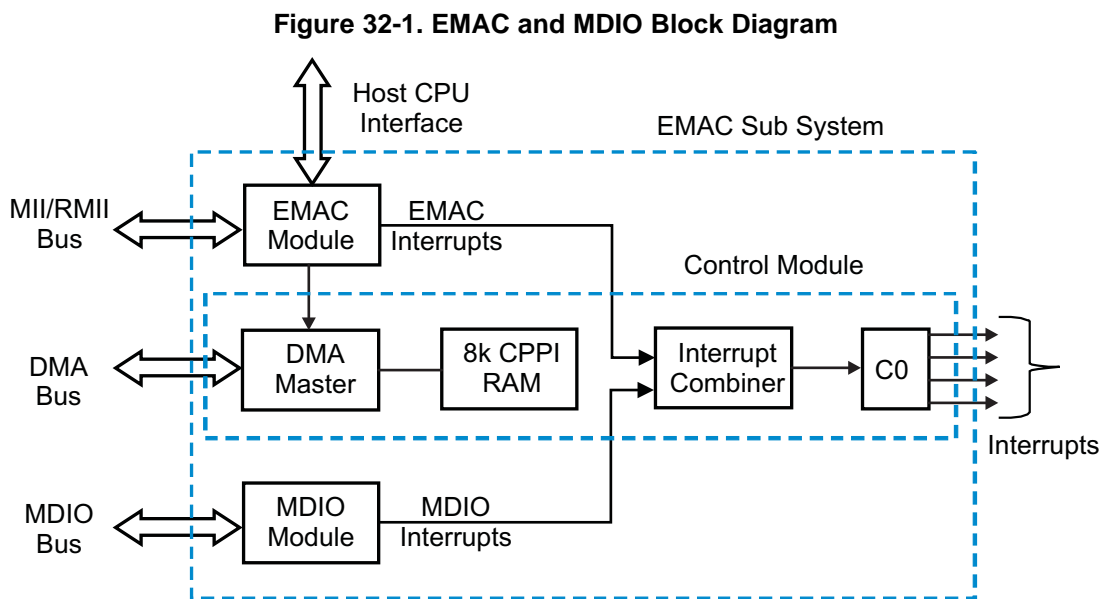 Figure 32-1. EMAC and MDIO Block Diagram
Host CPU
Interface
EMAC Sub System
MII/RMII
Bus
EMAC
Module
EMAC
Interrupts
Control Module
DMA
Bus
DMA
Master
8k CPPI
RAM
Interrupt
Combiner
C0
Interrupts
MDIO
Bus
MDIO
Module
MDIO
Interrupts